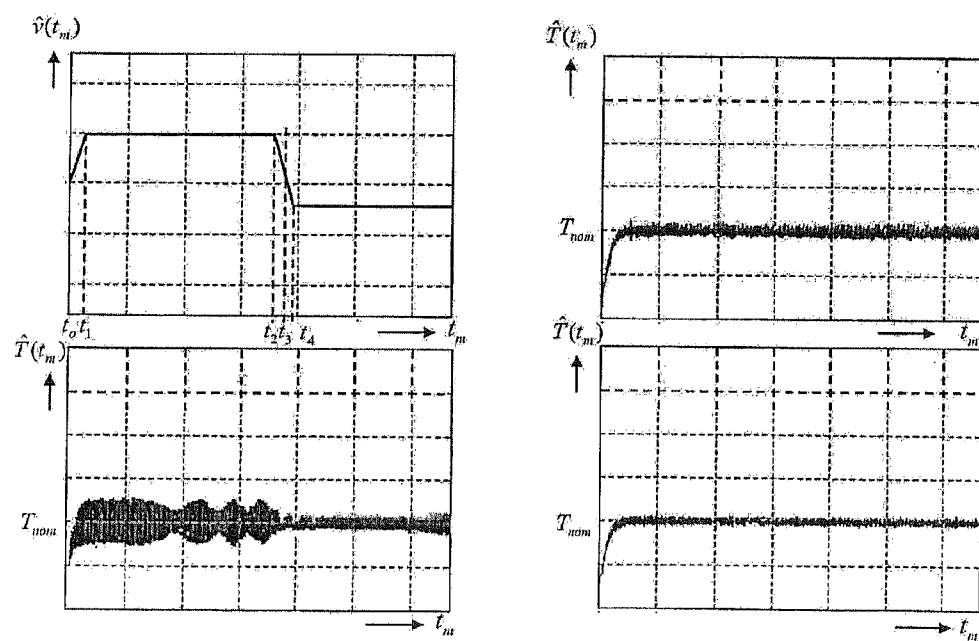 v̂(t_m)
t_o t_1 t_2 t_3 t_4 t_m
T̂(t_m)
T_nom
t_m
T̂(t_m)
T_nom
t_m
T̂(t_m)
T_nom
t_m